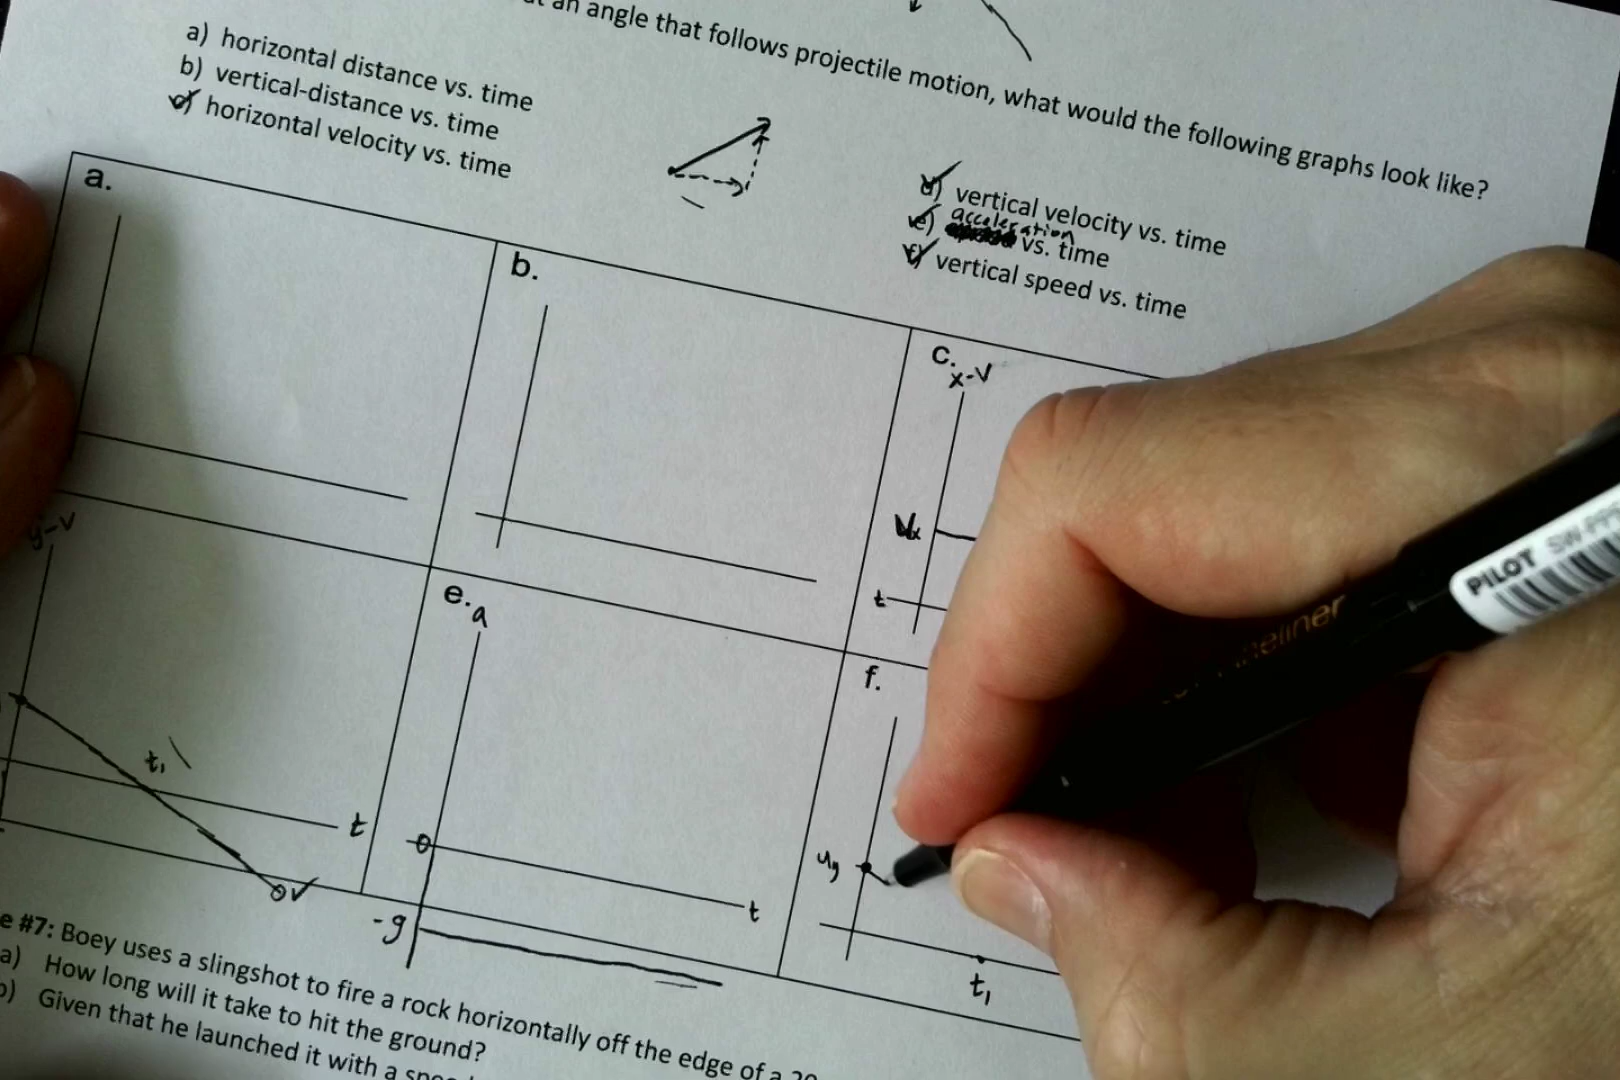 an angle that follows projectile motion, what would the following graphs look like?
a) horizontal distance vs. time
b) vertical-distance vs. time
c) horizontal velocity vs. time
d) vertical velocity vs. time
e) acceleration vs. time
f) vertical speed vs. time
a.
b.
c.
x-v
t
y-v
t₁
t
e.
a
0
t
-g
f.
uy
t₁
PILOT
#7: Boey uses a slingshot to fire a rock horizontally off the edge of a
a) How long will it take to hit the ground?
b) Given that he launched it with a